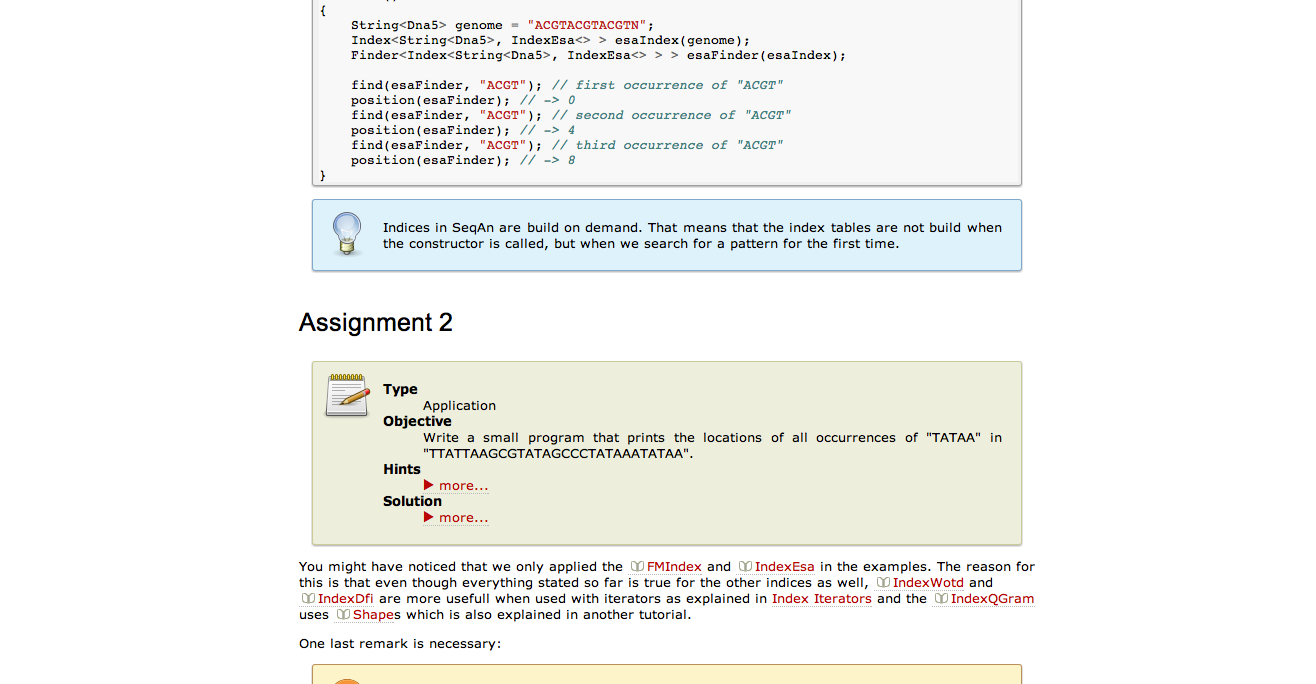 {
String<Dna5> genome = "ACGTACGTACGTN";
Index<String<Dna5>, IndexEsa<> > esaIndex(genome);
Finder<Index<String<Dna5>, IndexEsa<> > > esaFinder(esaIndex);
find(esaFinder, "ACGT"); // first occurrence of "ACGT"
position(esaFinder); // -> 0
find(esaFinder, "ACGT"); // second occurrence of "ACGT"
position(esaFinder); // -> 4
find(esaFinder, "ACGT"); // third occurrence of "ACGT"
position(esaFinder); // -> 8
}
Indices in SeqAn are build on demand. That means that the index tables are not build when
the constructor is called, but when we search for a pattern for the first time.
Assignment 2
Type
Application
Objective
Write a small program that prints the locations of all occurrences of "TATAA" in
"TTATTAAGCGTATAGCCCTATAAATATAA".
Hints
▶ more...
Solution
▶ more...
You might have noticed that we only applied the FMIndex and IndexEsa in the examples. The reason for
this is that even though everything stated so far is true for the other indices as well, IndexWotd and
IndexDfi are more usefull when used with iterators as explained in Index Iterators and the IndexQGram
uses Shapes which is also explained in another tutorial.
One last remark is necessary: